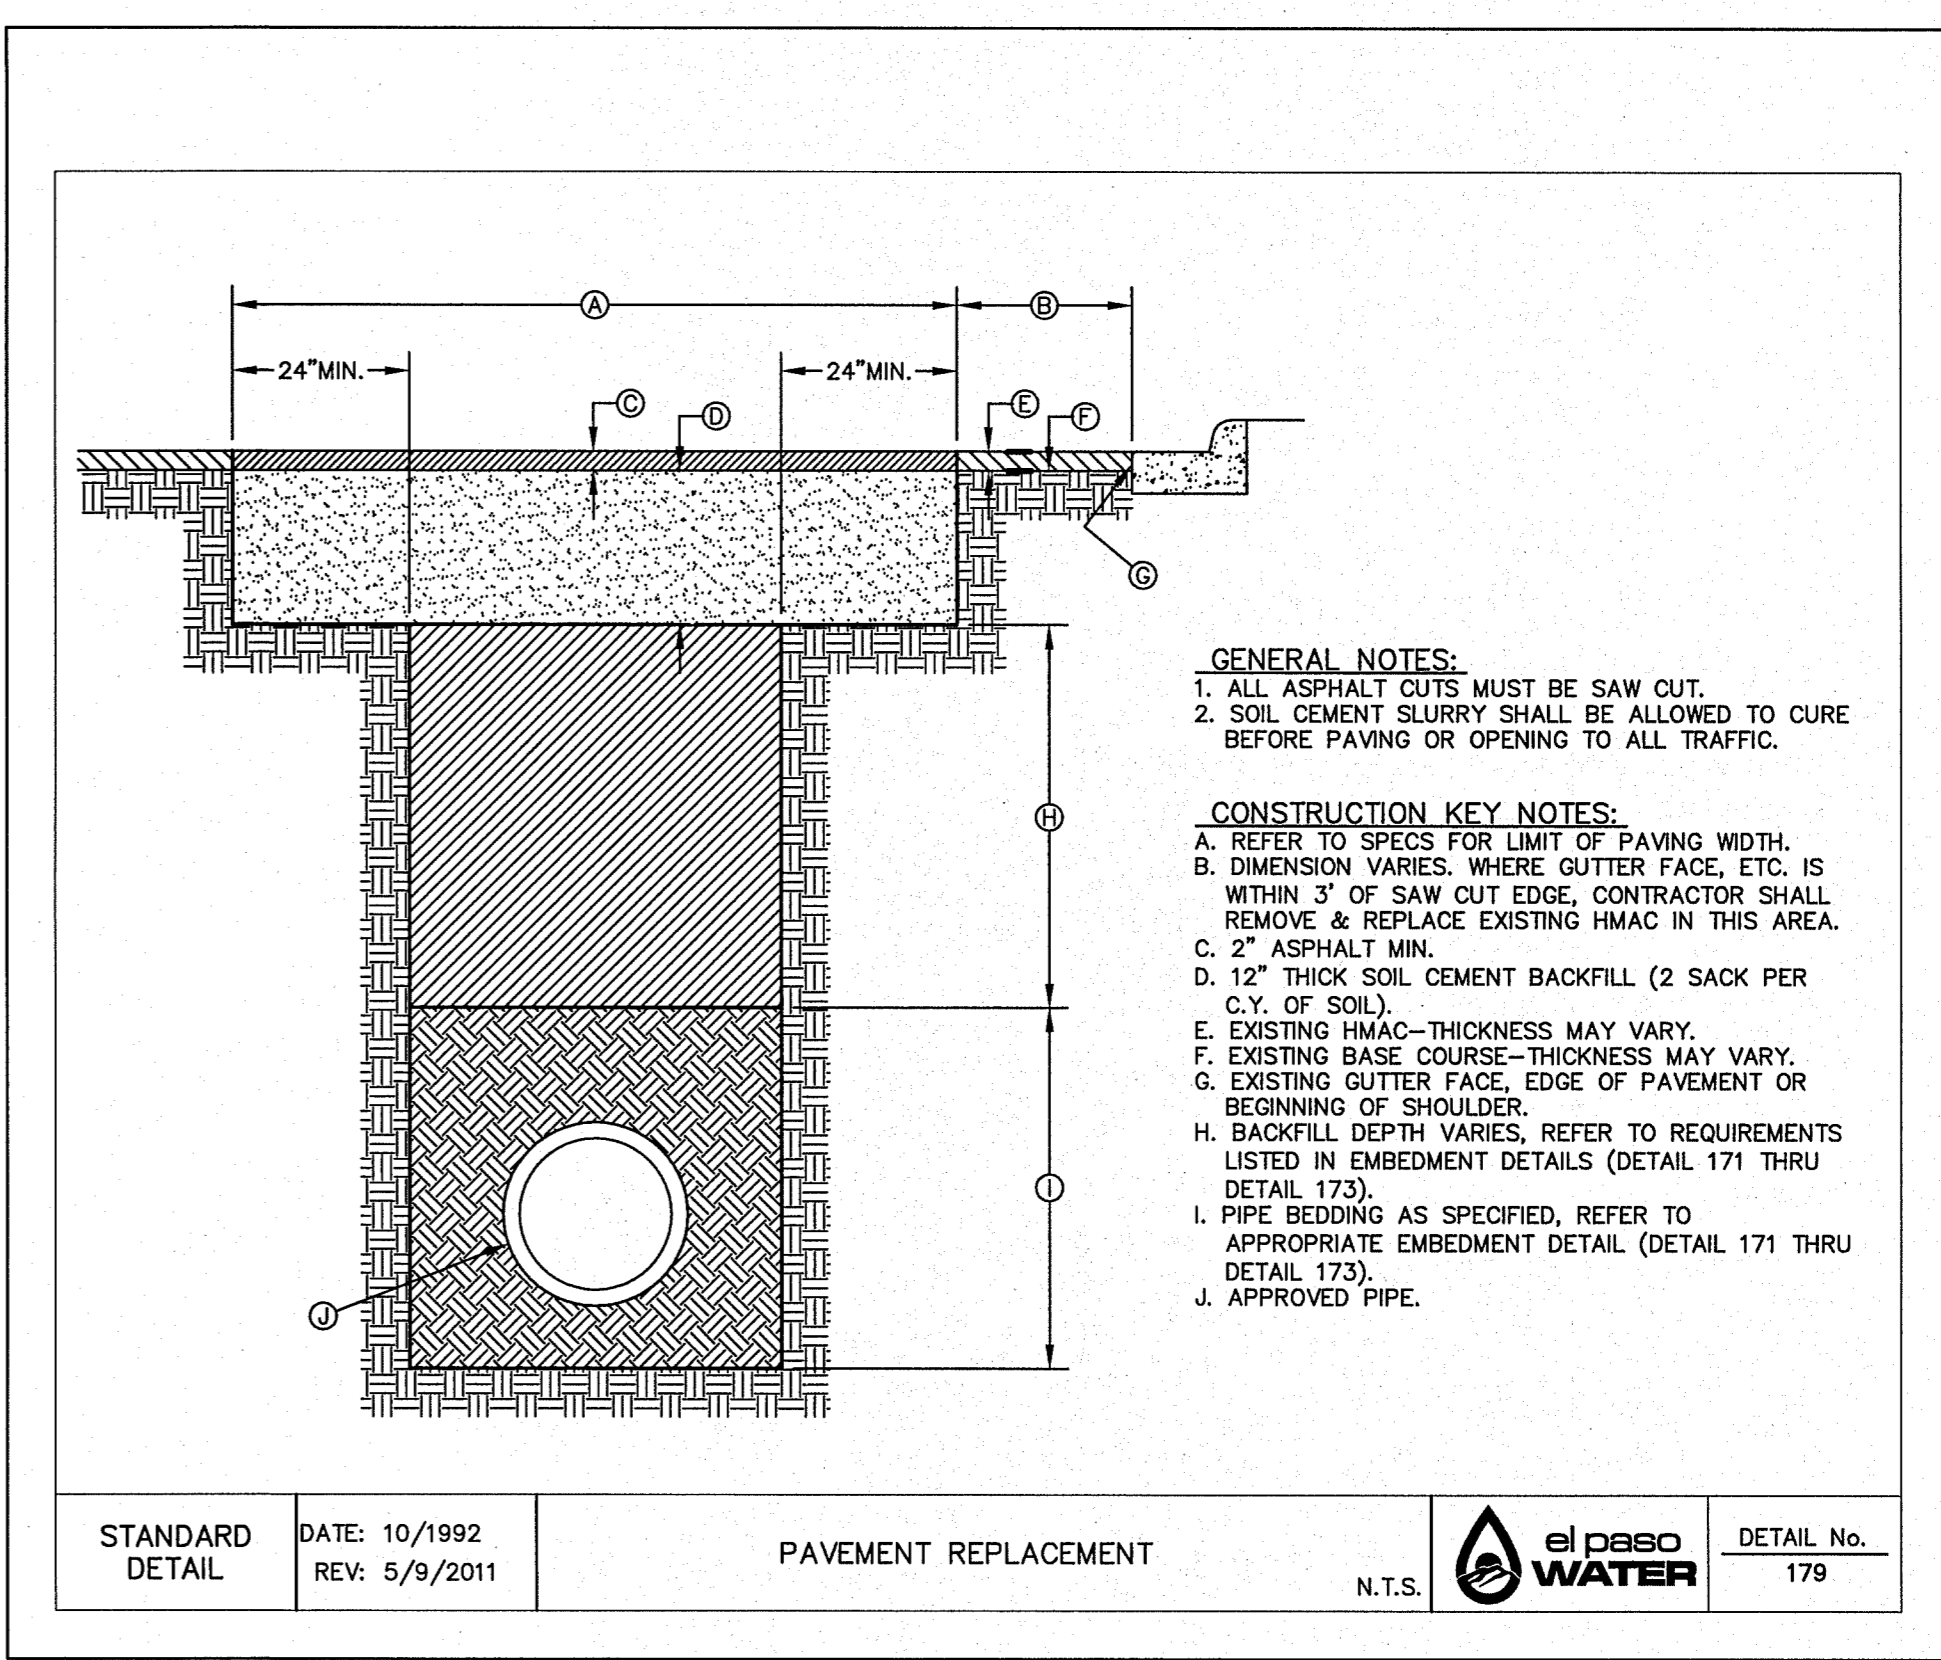 A
B
24"MIN.
24"MIN.
C
D
E
F
G
H
I
J
GENERAL NOTES:
1. ALL ASPHALT CUTS MUST BE SAW CUT.
2. SOIL CEMENT SLURRY SHALL BE ALLOWED TO CURE
BEFORE PAVING OR OPENING TO ALL TRAFFIC.
CONSTRUCTION KEY NOTES:
A. REFER TO SPECS FOR LIMIT OF PAVING WIDTH.
B. DIMENSION VARIES. WHERE GUTTER FACE, ETC. IS
WITHIN 3' OF SAW CUT EDGE, CONTRACTOR SHALL
REMOVE & REPLACE EXISTING HMAC IN THIS AREA.
C. 2" ASPHALT MIN.
D. 12" THICK SOIL CEMENT BACKFILL (2 SACK PER
C.Y. OF SOIL).
E. EXISTING HMAC-THICKNESS MAY VARY.
F. EXISTING BASE COURSE-THICKNESS MAY VARY.
G. EXISTING GUTTER FACE, EDGE OF PAVEMENT OR
BEGINNING OF SHOULDER.
H. BACKFILL DEPTH VARIES, REFER TO REQUIREMENTS
LISTED IN EMBEDMENT DETAILS (DETAIL 171 THRU
DETAIL 173).
I. PIPE BEDDING AS SPECIFIED, REFER TO
APPROPRIATE EMBEDMENT DETAIL (DETAIL 171 THRU
DETAIL 173).
J. APPROVED PIPE.
STANDARD
DETAIL
DATE: 10/1992
REV: 5/9/2011
PAVEMENT REPLACEMENT
N.T.S.
el paso
WATER
DETAIL No.
179